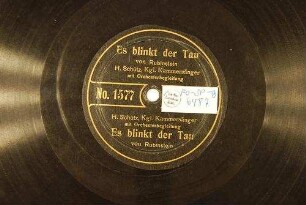 Es blinkt der Tau
von Rubinstein
H. Schütz, Kgl. Kammersänger
mit Orchesterbegleitung
No. 1577
H. Schütz, Kgl. Kammersänger
mit Orchesterbegleitung
Es blinkt der Tau
von Rubinstein